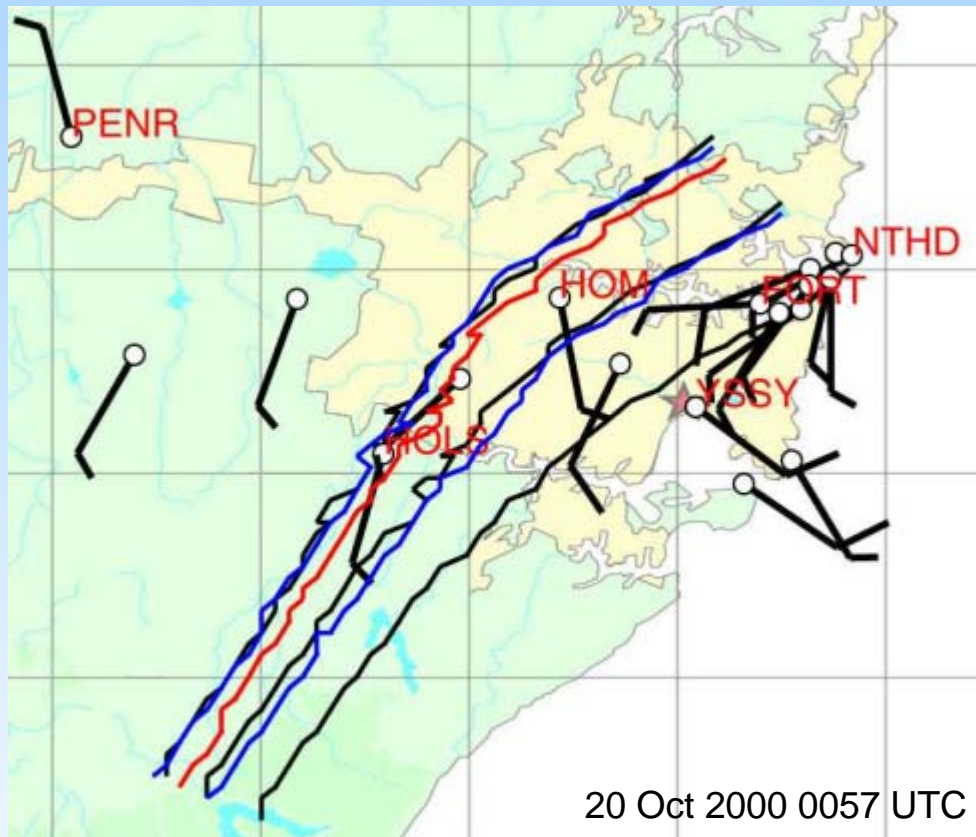 PENR
NTHD
HOM
FORT
YSSY
HOLS
20 Oct 2000 0057 UTC